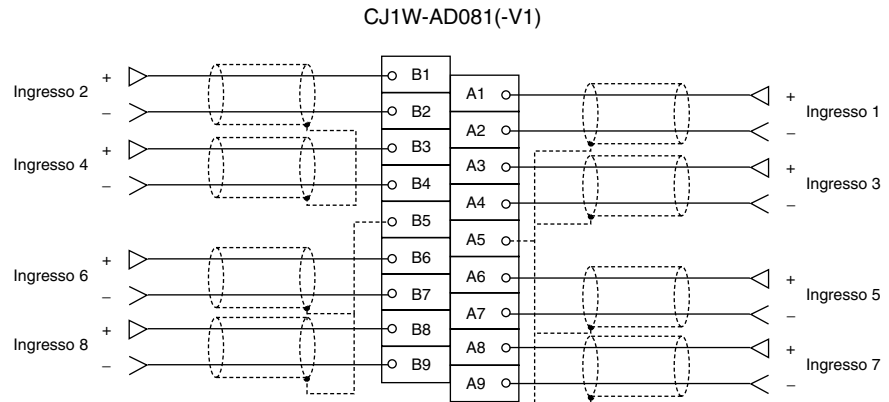 CJ1W-AD081(-V1)
Ingresso 2
+
–
B1
B2
Ingresso 4
+
–
B3
B4
B5
Ingresso 6
+
–
B6
B7
Ingresso 8
+
–
B8
B9
A1
A2
+
–
Ingresso 1
A3
A4
+
–
Ingresso 3
A5
A6
A7
+
–
Ingresso 5
A8
A9
+
–
Ingresso 7